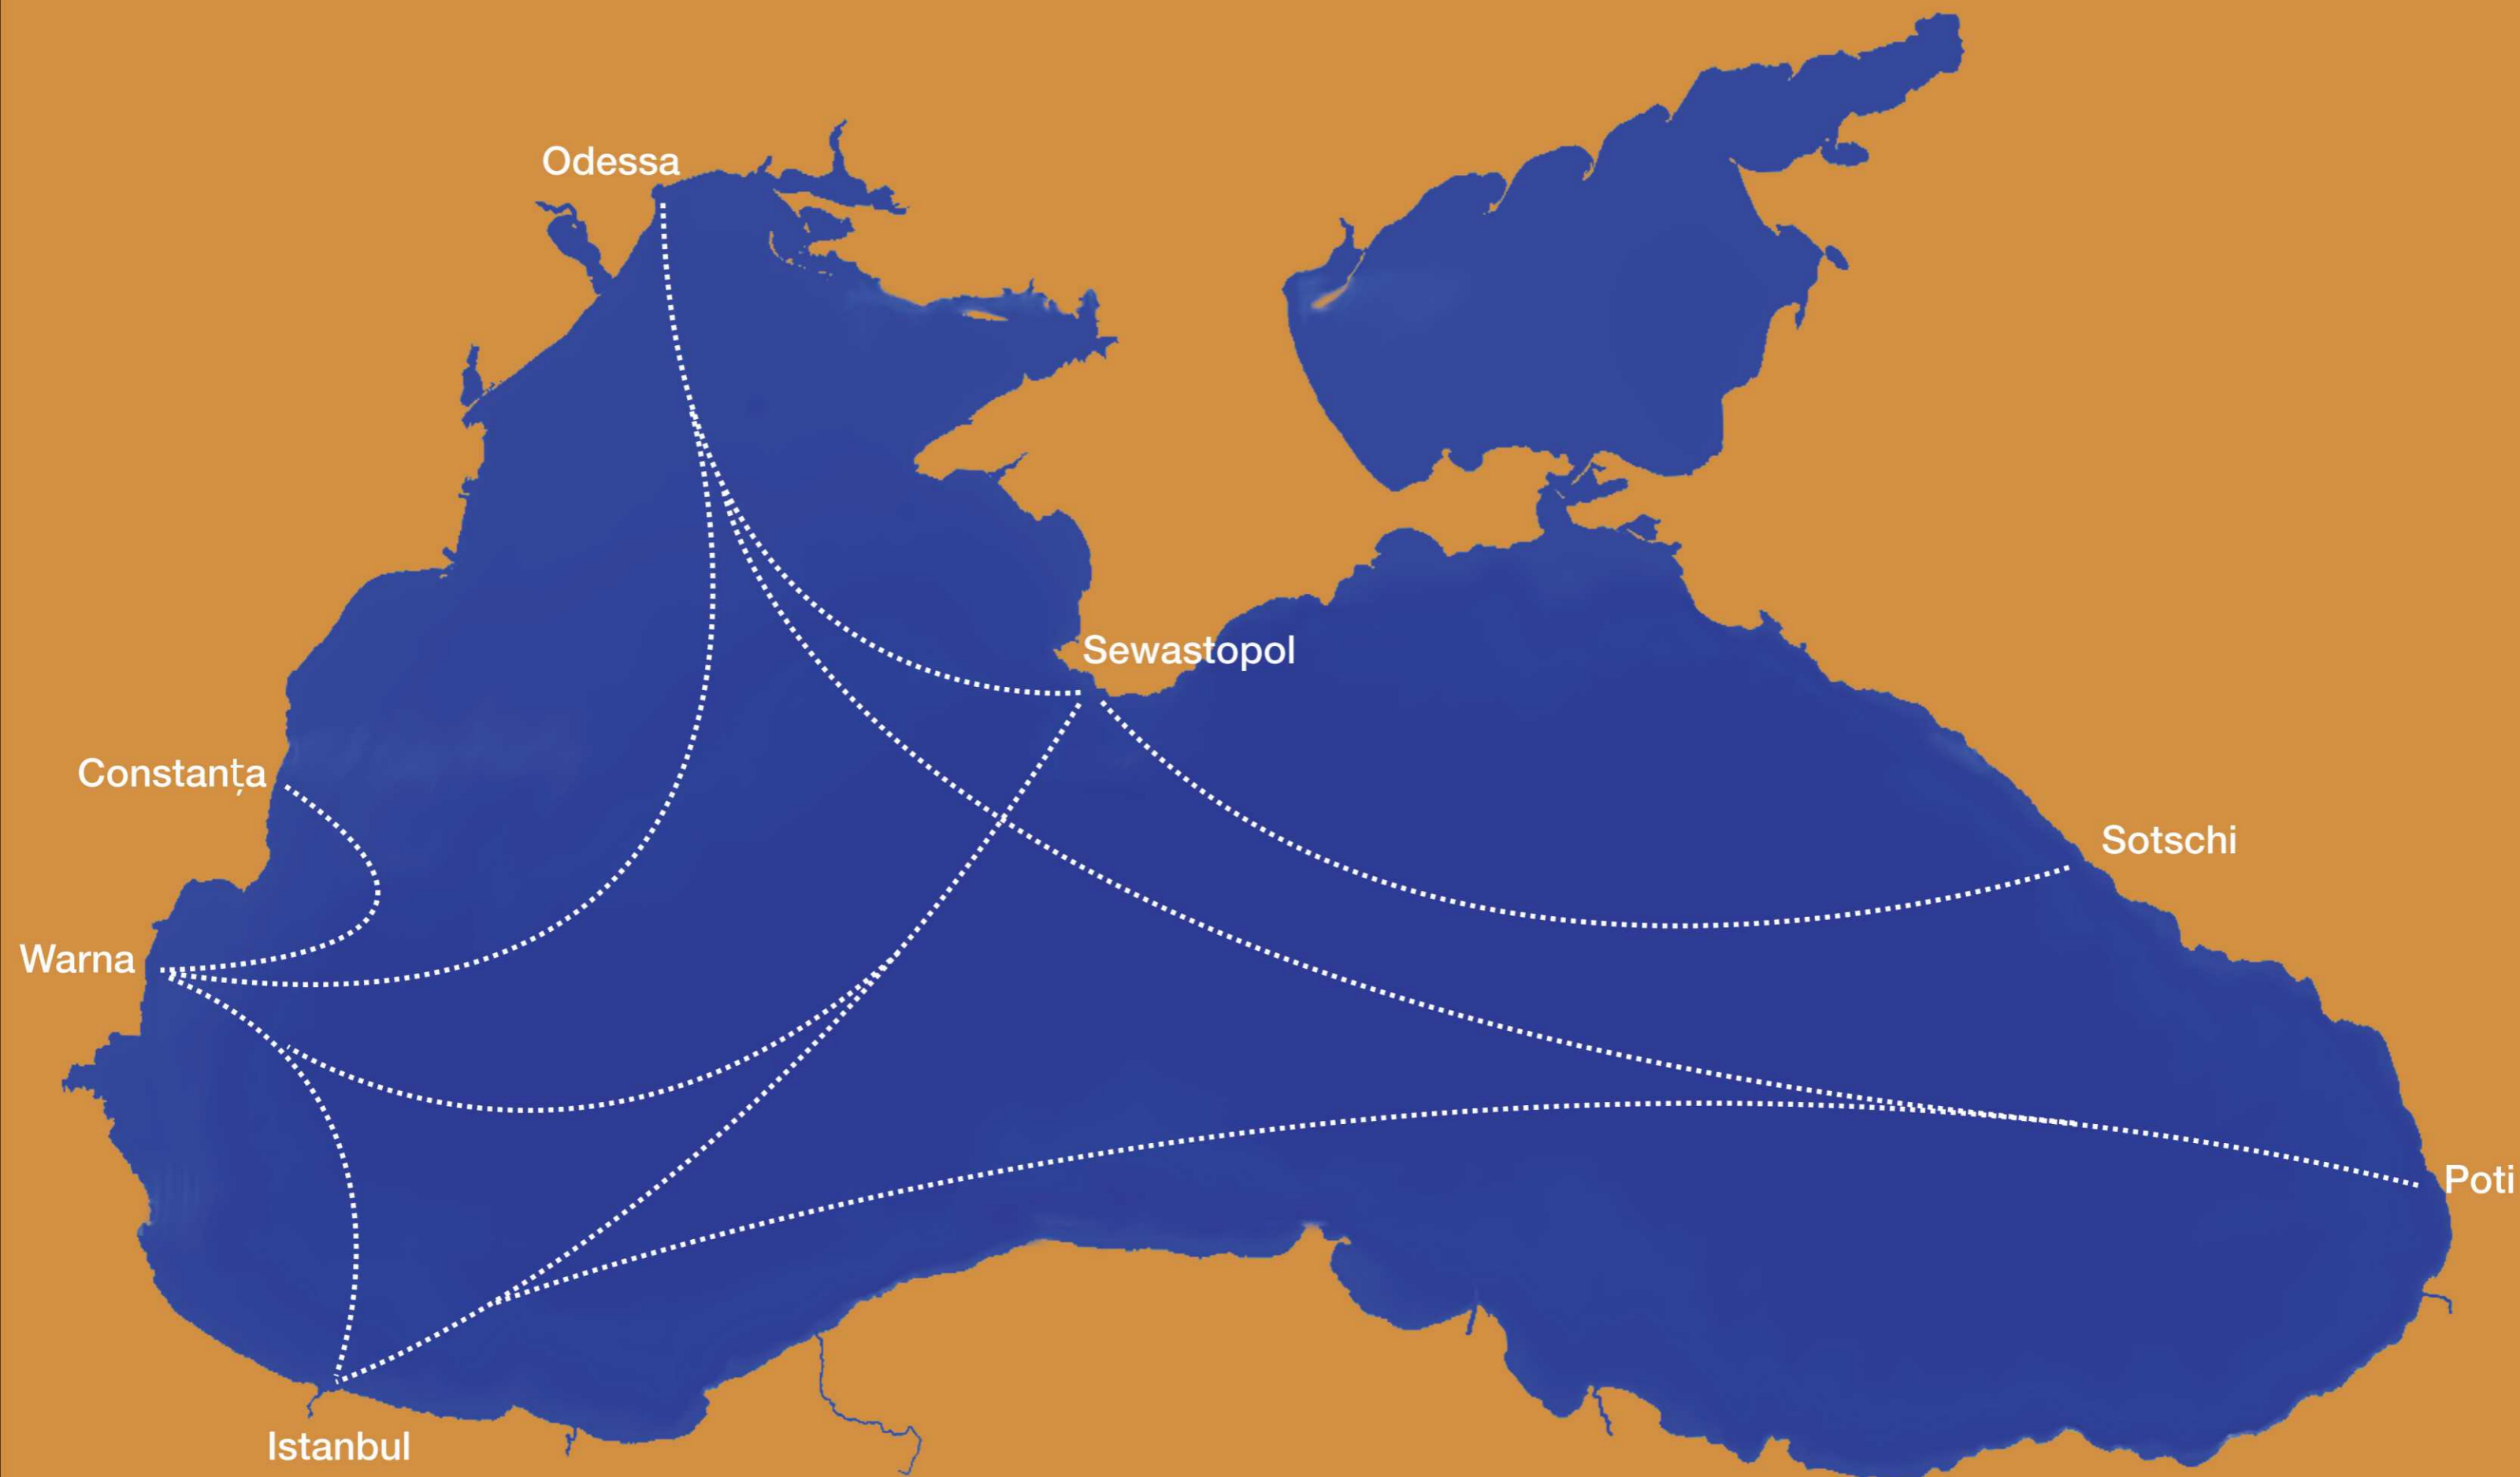 Odessa
Sewastopol
Constanța
Sotschi
Warna
Poti
Istanbul